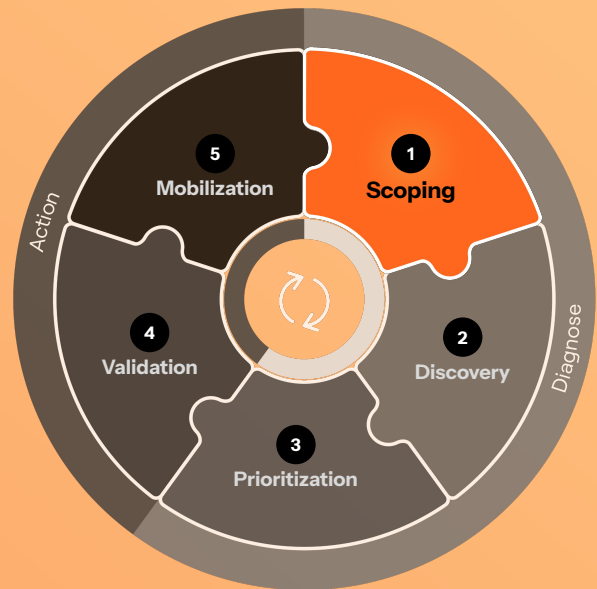 1
Scoping
2
Discovery
3
Prioritization
4
Validation
5
Mobilization
Action
Diagnose